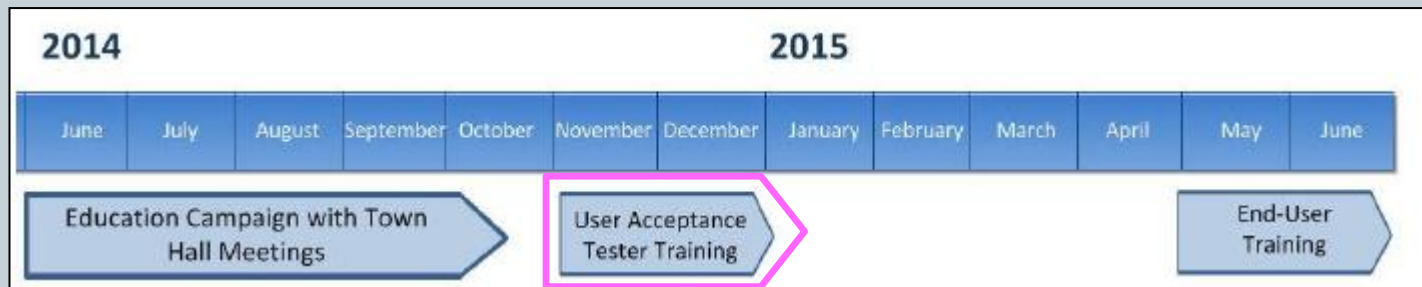 2014 2015
June July August September October November December January February March April May June
Education Campaign with Town
Hall Meetings
User Acceptance
Tester Training
End-User
Training